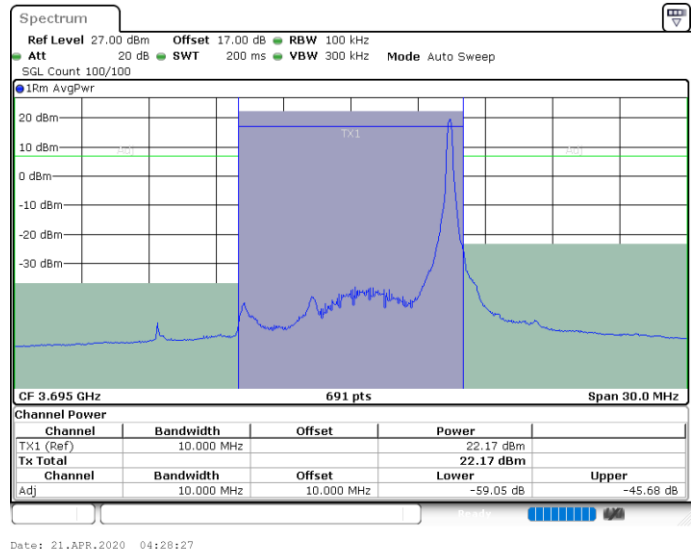 Spectrum
Ref Level 27.00 dBm Offset 17.00 dB RBW 100 kHz
Att 20 dB SWT 200 ms VBW 300 kHz Mode Auto Sweep
SGL Count 100/100
1Rm AvgPwr
20 dBm
TX1
10 dBm
Adj Adj
0 dBm
-10 dBm
-20 dBm
-30 dBm
CF 3.695 GHz 691 pts Span 30.0 MHz
Channel Power
Channel Bandwidth Offset Power
TX1 (Ref) 10.000 MHz 22.17 dBm
Tx Total 22.17 dBm
Channel Bandwidth Offset Lower Upper
Adj 10.000 MHz 10.000 MHz -59.05 dB -45.68 dB
Ready
Date: 21.APR.2020 04:28:27